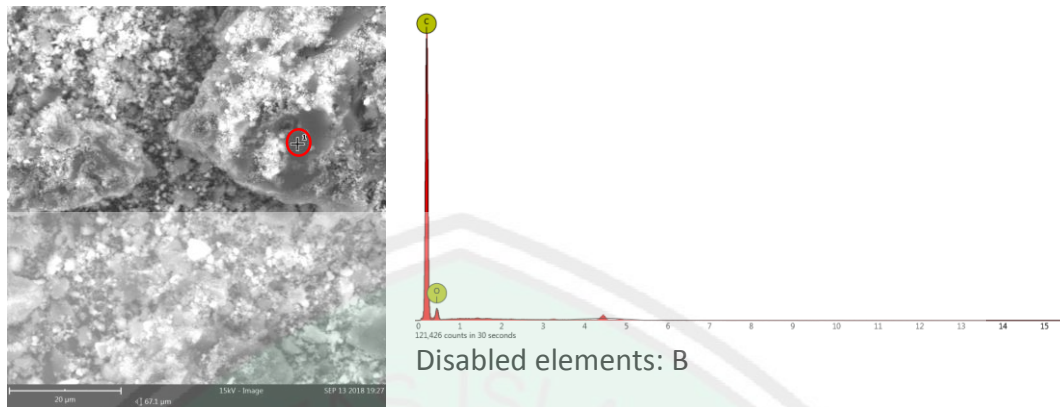 C
1
O
0 1 2 3 4 5 6 7 8 9 10 11 12 13 14 15
121,426 counts in 30 seconds
Disabled elements: B
15kV - Image SEP 13 2018 19:27
20 μm 67.1 μm